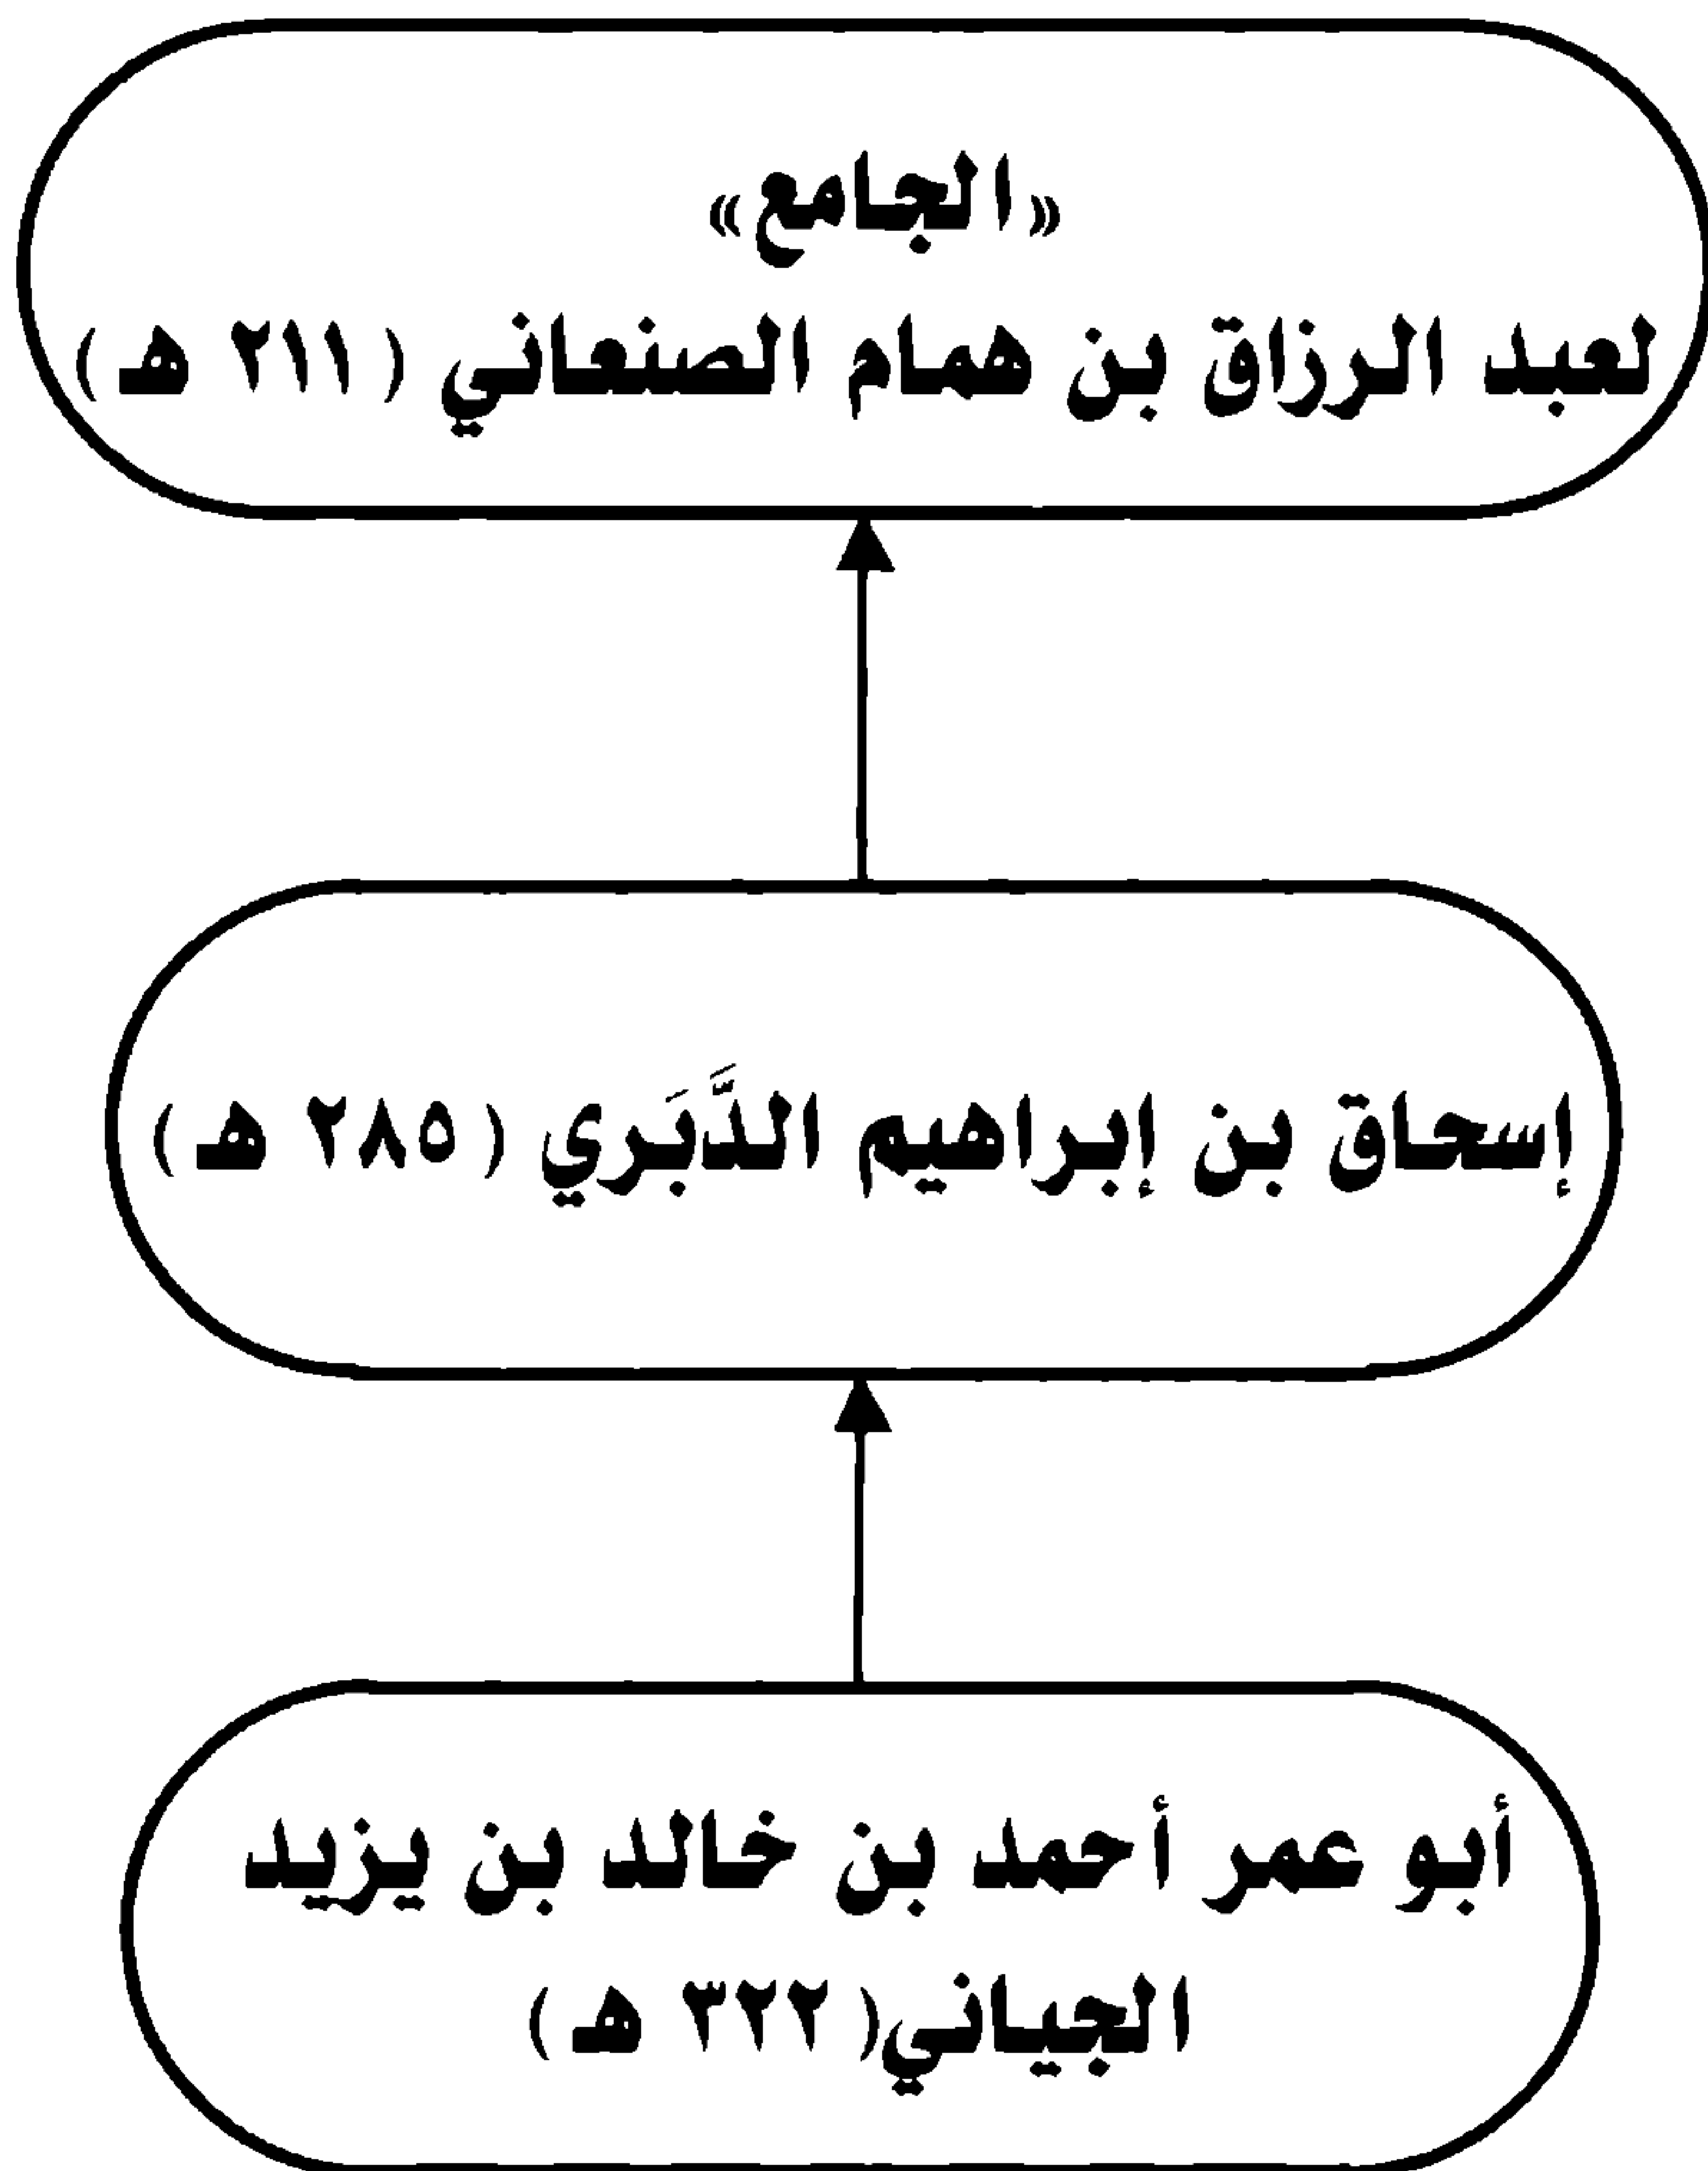 «الجامع»
لعبد الرزاق بن همام الصنعاني ( ٢١١ هـ )
إسحاق بن إبراهيم الدَّبَري ( ٢٨٥ هـ )
أبو عمر أحمد بن خالد بن يزيد
الجياني( ٣٢٢ هـ )